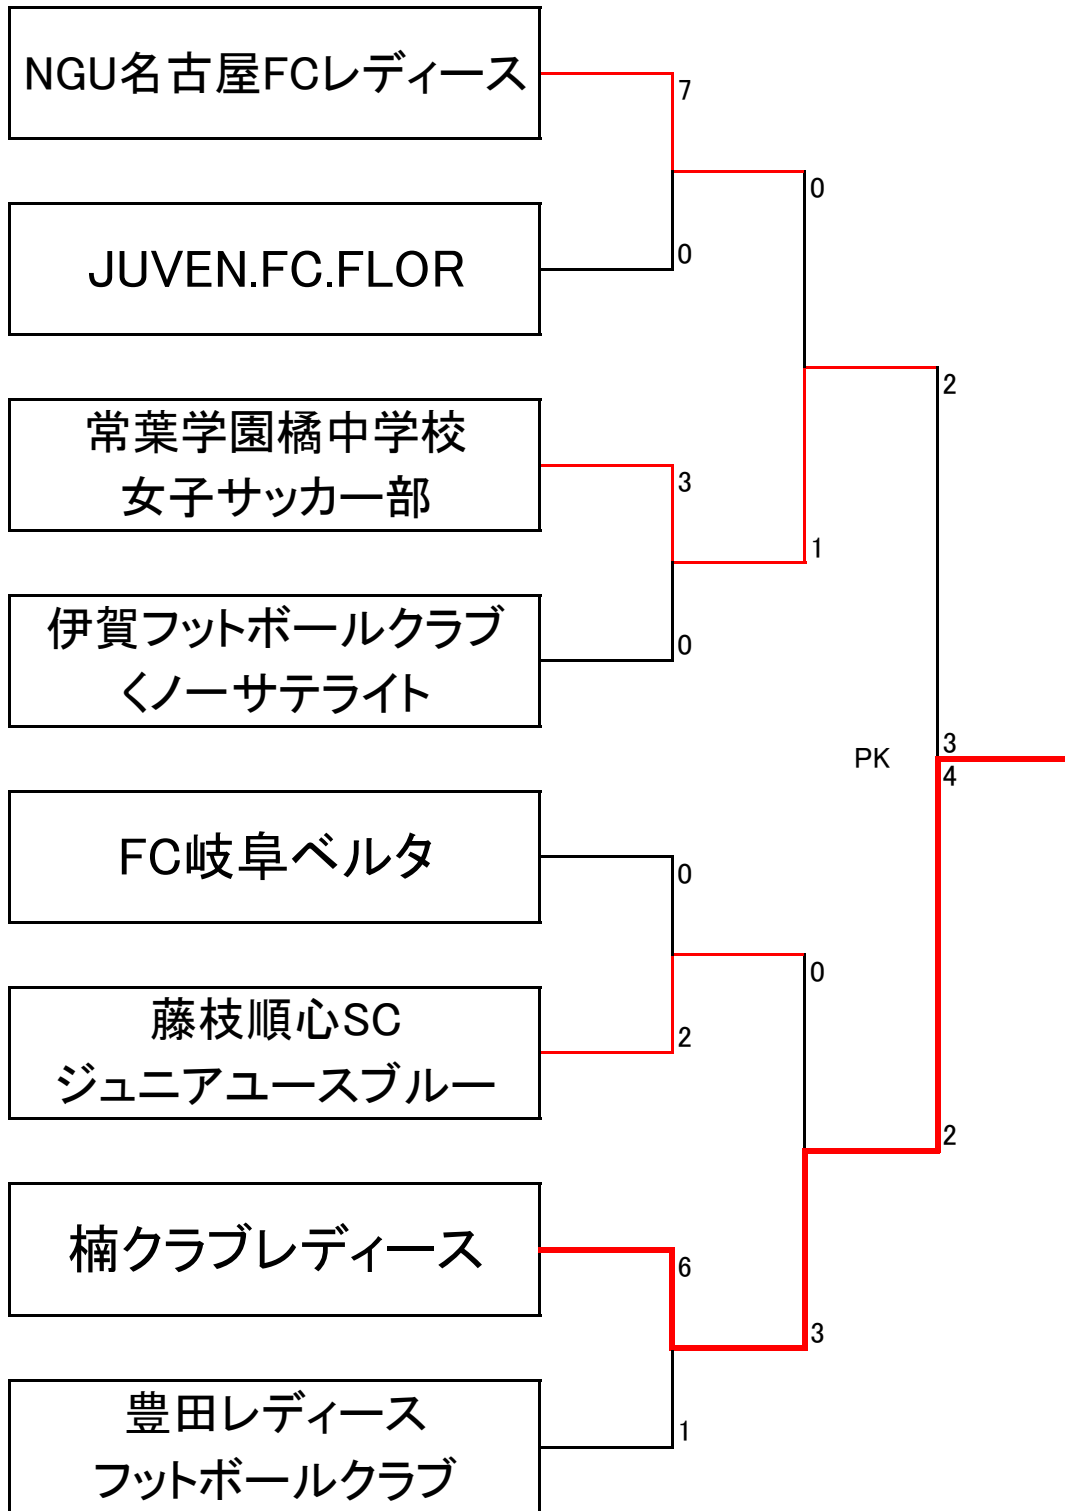 NGU名古屋FCレディース
7
0
JUVEN.FC.FLOR
0
常葉学園橘中学校
女子サッカー部
3
1
2
伊賀フットボールクラブ
くノーサテライト
0
PK
3
4
FC岐阜ベルタ
0
0
藤枝順心SC
ジュニアユースブルー
2
2
楠クラブレディース
6
3
豊田レディース
フットボールクラブ
1